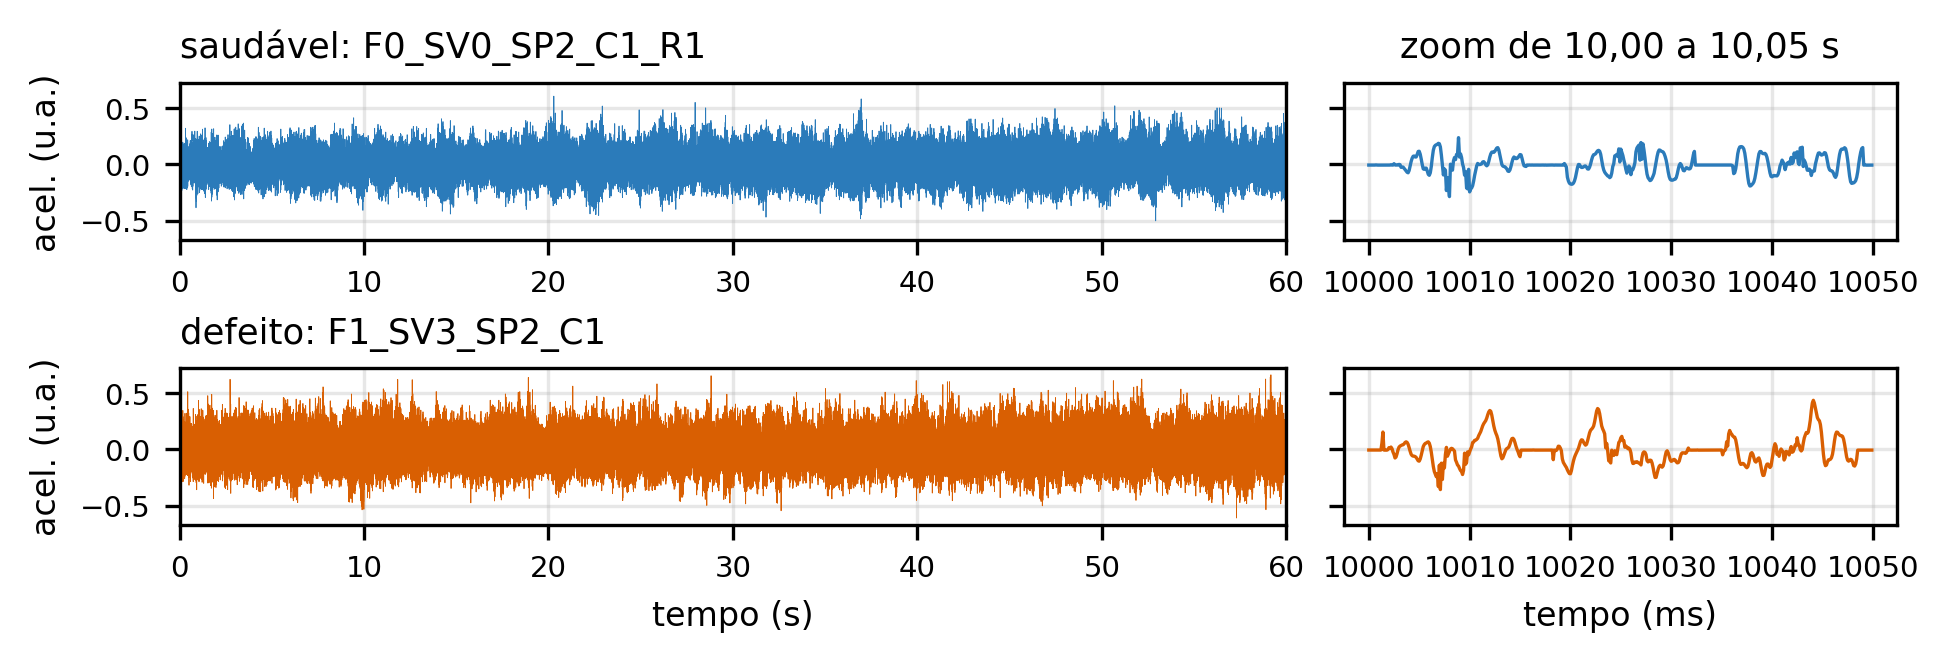 saudável: F0_SV0_SP2_C1_R1
zoom de 10,00 a 10,05 s
acel. (u.a.)
0.5
0.0
−0.5
0 10 20 30 40 50 60
10000 10010 10020 10030 10040 10050
defeito: F1_SV3_SP2_C1
acel. (u.a.)
0.5
0.0
−0.5
0 10 20 30 40 50 60
10000 10010 10020 10030 10040 10050
tempo (s)
tempo (ms)